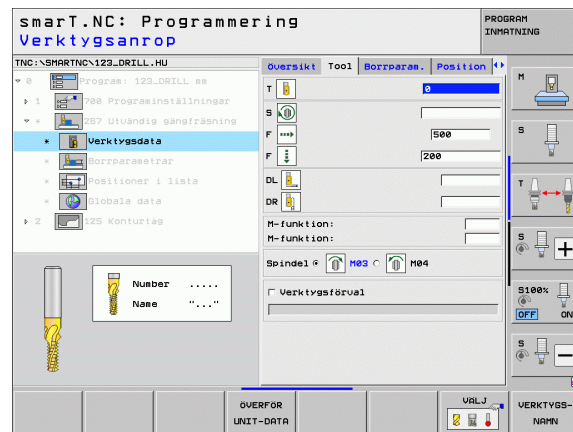 smarT.NC: Programmering
Verktygsanrop
PROGRAM
INMATNING
TNC:\SMARTNC\123_DRILL.HU
0 Program: 123_DRILL mm
1 700 Programinställningar
267 Utvändig gängfräsning
Verktygsdata
Borrparametrar
Positioner i lista
Globala data
2 125 Konturtåg
Number .....
Name "..."
Översikt Tool Borrparam. Position
T 0
S
F 500
F 200
DL
DR
M-funktion:
M-funktion:
Spindel M03 M04
Verktygsförval
M
S
T
S
S100%
OFF ON
S
ÖVERFÖR
UNIT-DATA
VÄLJ
VERKTYGS-
NAMN